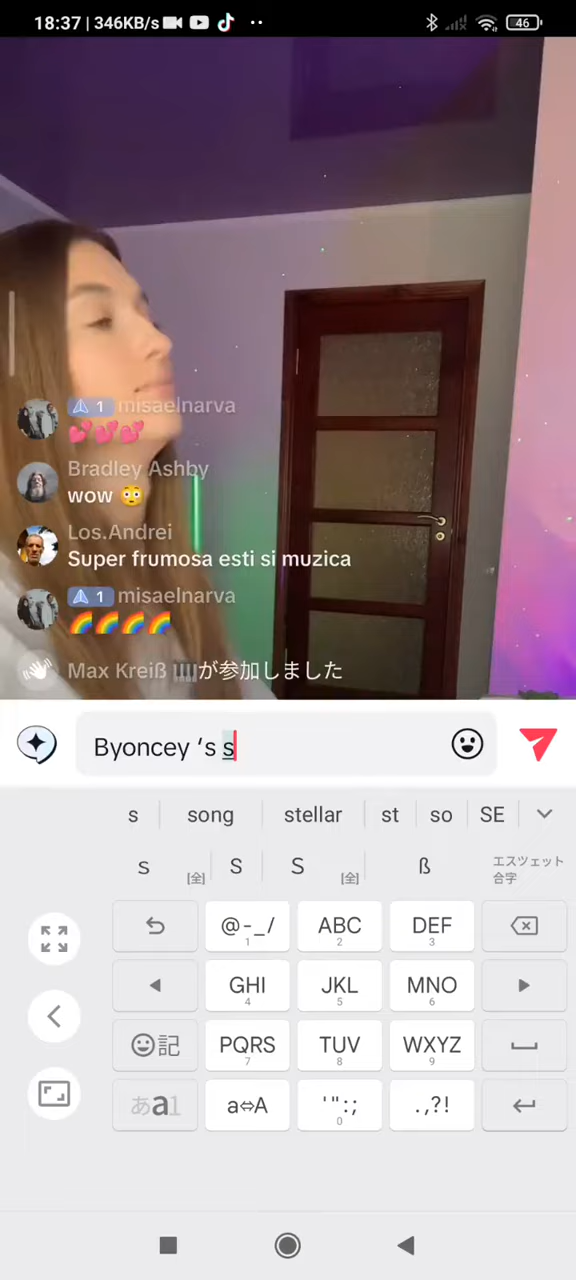 18:37 | 346KB/s
46
1 misaelnarva
💕💕💕
Bradley Ashby
wow 😳
Los.Andrei
Super frumosa esti si muzica
1 misaelnarva
🌈🌈🌈🌈
Max Kreiß 🎹が参加しました
Byoncey ‘s s
s song stellar st so SE
s [全] S S [全] ß エスツェット
合字
@-_/ ABC DEF
1 2 3
GHI JKL MNO
4 5 6
記 PQRS TUV WXYZ
7 8 9
あa1 a⇔A '":; .,?!
0